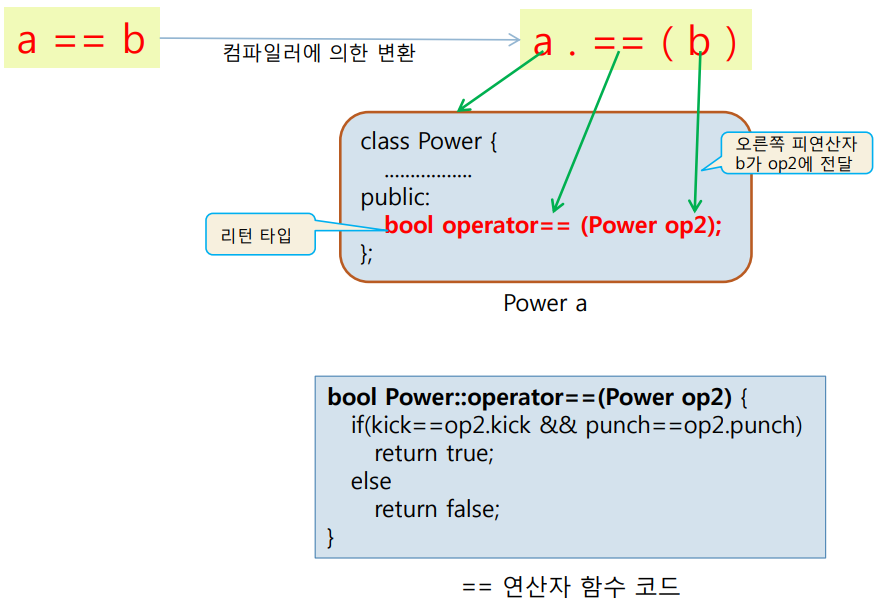 a == b
컴파일러에 의한 변환
a . == ( b )
class Power {
.................
public:
bool operator== (Power op2);
};
오른쪽 피연산자
b가 op2에 전달
리턴 타입
Power a
bool Power::operator==(Power op2) {
if(kick==op2.kick && punch==op2.punch)
return true;
else
return false;
}
== 연산자 함수 코드